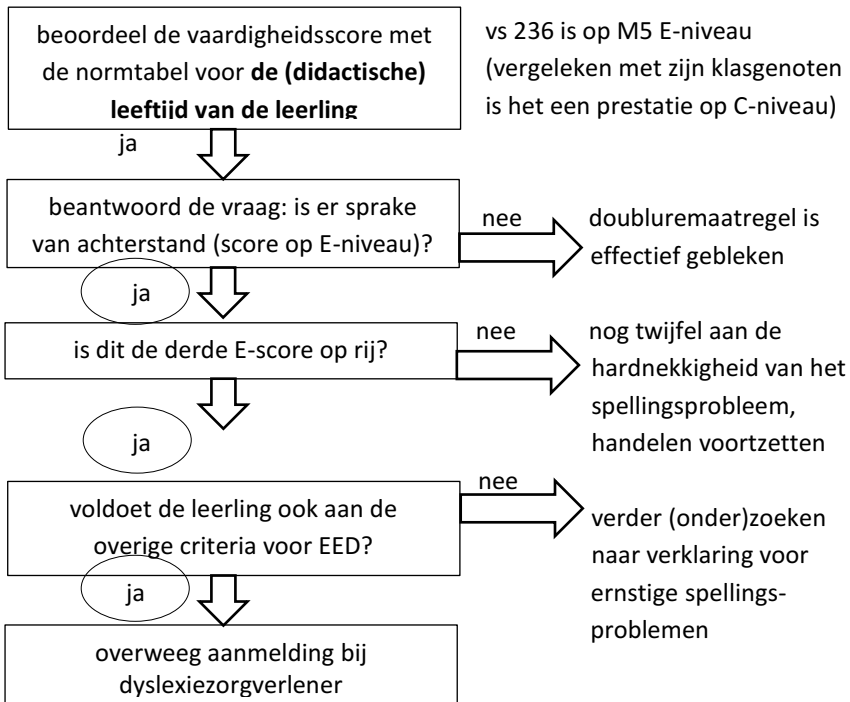 beoordeel de vaardigheidsscore met
de normtabel voor de (didactische)
leeftijd van de leerling
vs 236 is op M5 E-niveau
(vergeleken met zijn klasgenoten
is het een prestatie op C-niveau)
ja
beantwoord de vraag: is er sprake
van achterstand (score op E-niveau)?
nee
doubluremaatregel is
effectief gebleken
ja
is dit de derde E-score op rij?
nee
nog twijfel aan de
hardnekkigheid van het
spellingsprobleem,
handelen voortzetten
ja
voldoet de leerling ook aan de
overige criteria voor EED?
nee
verder (onder)zoeken
naar verklaring voor
ernstige spellings-
problemen
ja
overweeg aanmelding bij
dyslexiezorgverlener